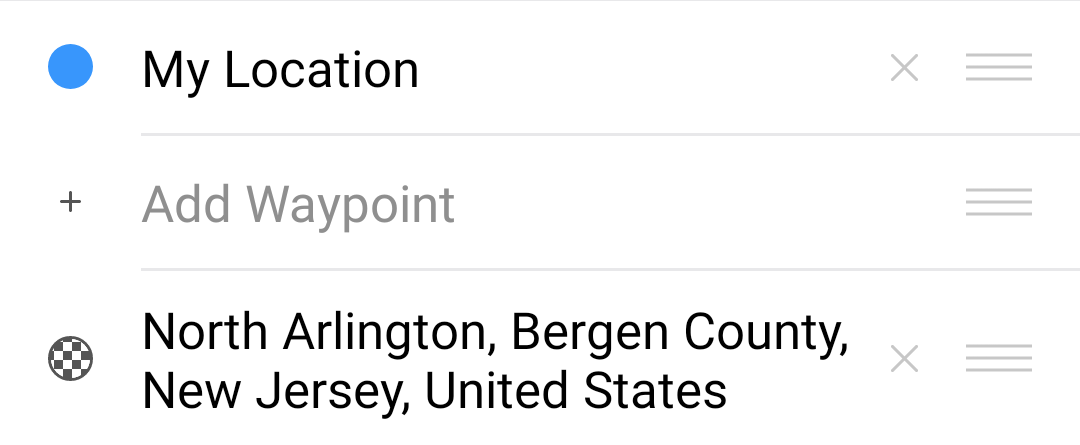 My Location
Add Waypoint
North Arlington, Bergen County,
New Jersey, United States